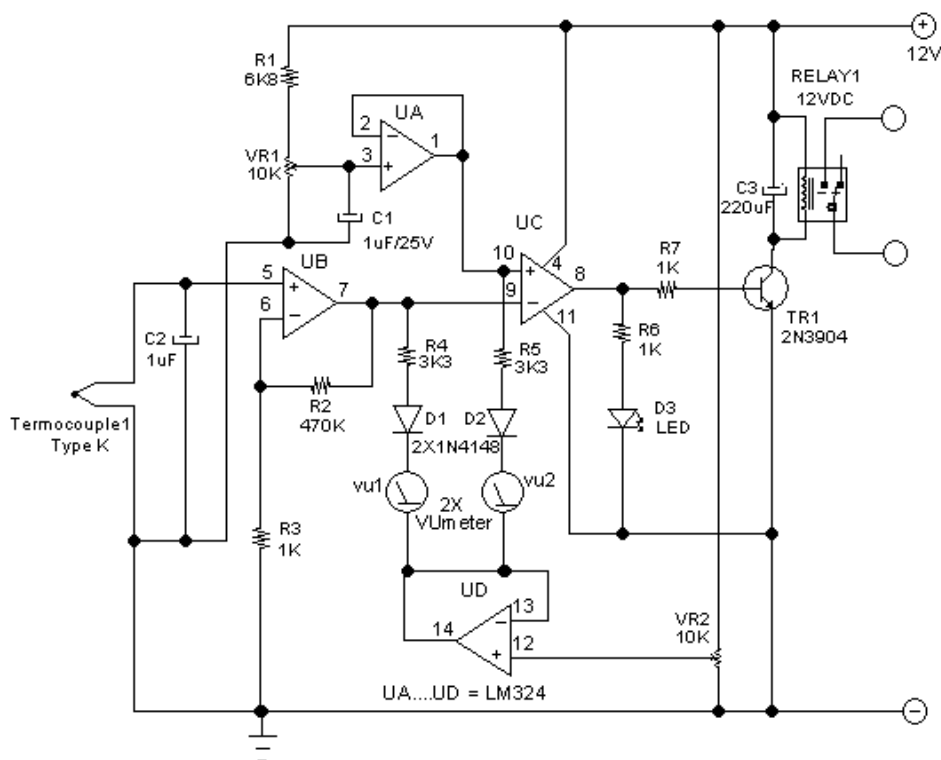 R1
6K8
12V
RELAY1
12VDC
UA
2
1
3
VR1
10K
C3
220uF
C1
1uF/25V
UC
10
4
8
R7
1K
UB
5
7
9
6
11
TR1
2N3904
C2
1uF
R4
3K3
R5
3K3
R6
1K
R2
470K
D1
D2
D3
LED
2X1N4148
Termocouple1
Type K
vu1
2X
vu2
VUmeter
R3
1K
UD
13
14
12
VR2
10K
UA....UD = LM324